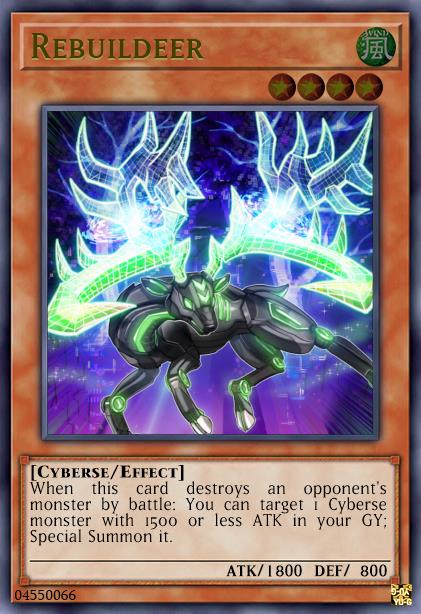 REBUILDEER
WIND
風
[CYBERSE/EFFECT]
When this card destroys an opponent's
monster by battle: You can target 1 Cyberse
monster with 1500 or less ATK in your GY;
Special Summon it.
ATK/1800 DEF/ 800
04550066